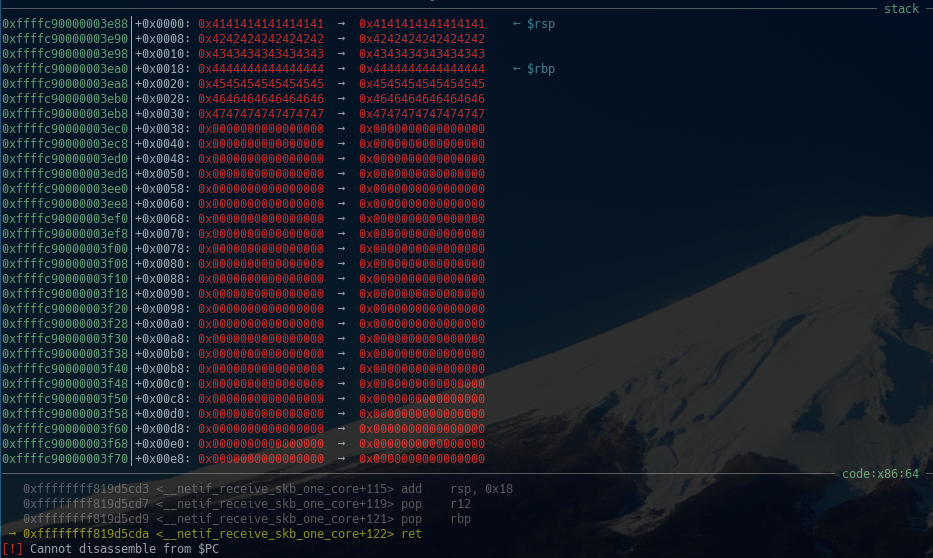 stack
0xffffc90000003e88│+0x0000: 0x4141414141414141 → 0x4141414141414141 ← $rsp
0xffffc90000003e90│+0x0008: 0x4242424242424242 → 0x4242424242424242
0xffffc90000003e98│+0x0010: 0x4343434343434343 → 0x4343434343434343
0xffffc90000003ea0│+0x0018: 0x4444444444444444 → 0x4444444444444444 ← $rbp
0xffffc90000003ea8│+0x0020: 0x4545454545454545 → 0x4545454545454545
0xffffc90000003eb0│+0x0028: 0x4646464646464646 → 0x4646464646464646
0xffffc90000003eb8│+0x0030: 0x4747474747474747 → 0x4747474747474747
0xffffc90000003ec0│+0x0038: 0x0000000000000000 → 0x0000000000000000
0xffffc90000003ec8│+0x0040: 0x0000000000000000 → 0x0000000000000000
0xffffc90000003ed0│+0x0048: 0x0000000000000000 → 0x0000000000000000
0xffffc90000003ed8│+0x0050: 0x0000000000000000 → 0x0000000000000000
0xffffc90000003ee0│+0x0058: 0x0000000000000000 → 0x0000000000000000
0xffffc90000003ee8│+0x0060: 0x0000000000000000 → 0x0000000000000000
0xffffc90000003ef0│+0x0068: 0x0000000000000000 → 0x0000000000000000
0xffffc90000003ef8│+0x0070: 0x0000000000000000 → 0x0000000000000000
0xffffc90000003f00│+0x0078: 0x0000000000000000 → 0x0000000000000000
0xffffc90000003f08│+0x0080: 0x0000000000000000 → 0x0000000000000000
0xffffc90000003f10│+0x0088: 0x0000000000000000 → 0x0000000000000000
0xffffc90000003f18│+0x0090: 0x0000000000000000 → 0x0000000000000000
0xffffc90000003f20│+0x0098: 0x0000000000000000 → 0x0000000000000000
0xffffc90000003f28│+0x00a0: 0x0000000000000000 → 0x0000000000000000
0xffffc90000003f30│+0x00a8: 0x0000000000000000 → 0x0000000000000000
0xffffc90000003f38│+0x00b0: 0x0000000000000000 → 0x0000000000000000
0xffffc90000003f40│+0x00b8: 0x0000000000000000 → 0x0000000000000000
0xffffc90000003f48│+0x00c0: 0x0000000000000000 → 0x0000000000000000
0xffffc90000003f50│+0x00c8: 0x0000000000000000 → 0x0000000000000000
0xffffc90000003f58│+0x00d0: 0x0000000000000000 → 0x0000000000000000
0xffffc90000003f60│+0x00d8: 0x0000000000000000 → 0x0000000000000000
0xffffc90000003f68│+0x00e0: 0x0000000000000000 → 0x0000000000000000
0xffffc90000003f70│+0x00e8: 0x0000000000000000 → 0x0000000000000000
code:x86:64
0xffffffff819d5cd3 <__netif_receive_skb_one_core+115> add rsp, 0x18
0xffffffff819d5cd7 <__netif_receive_skb_one_core+119> pop r12
0xffffffff819d5cd9 <__netif_receive_skb_one_core+121> pop rbp
→ 0xffffffff819d5cda <__netif_receive_skb_one_core+122> ret
[!] Cannot disassemble from $PC